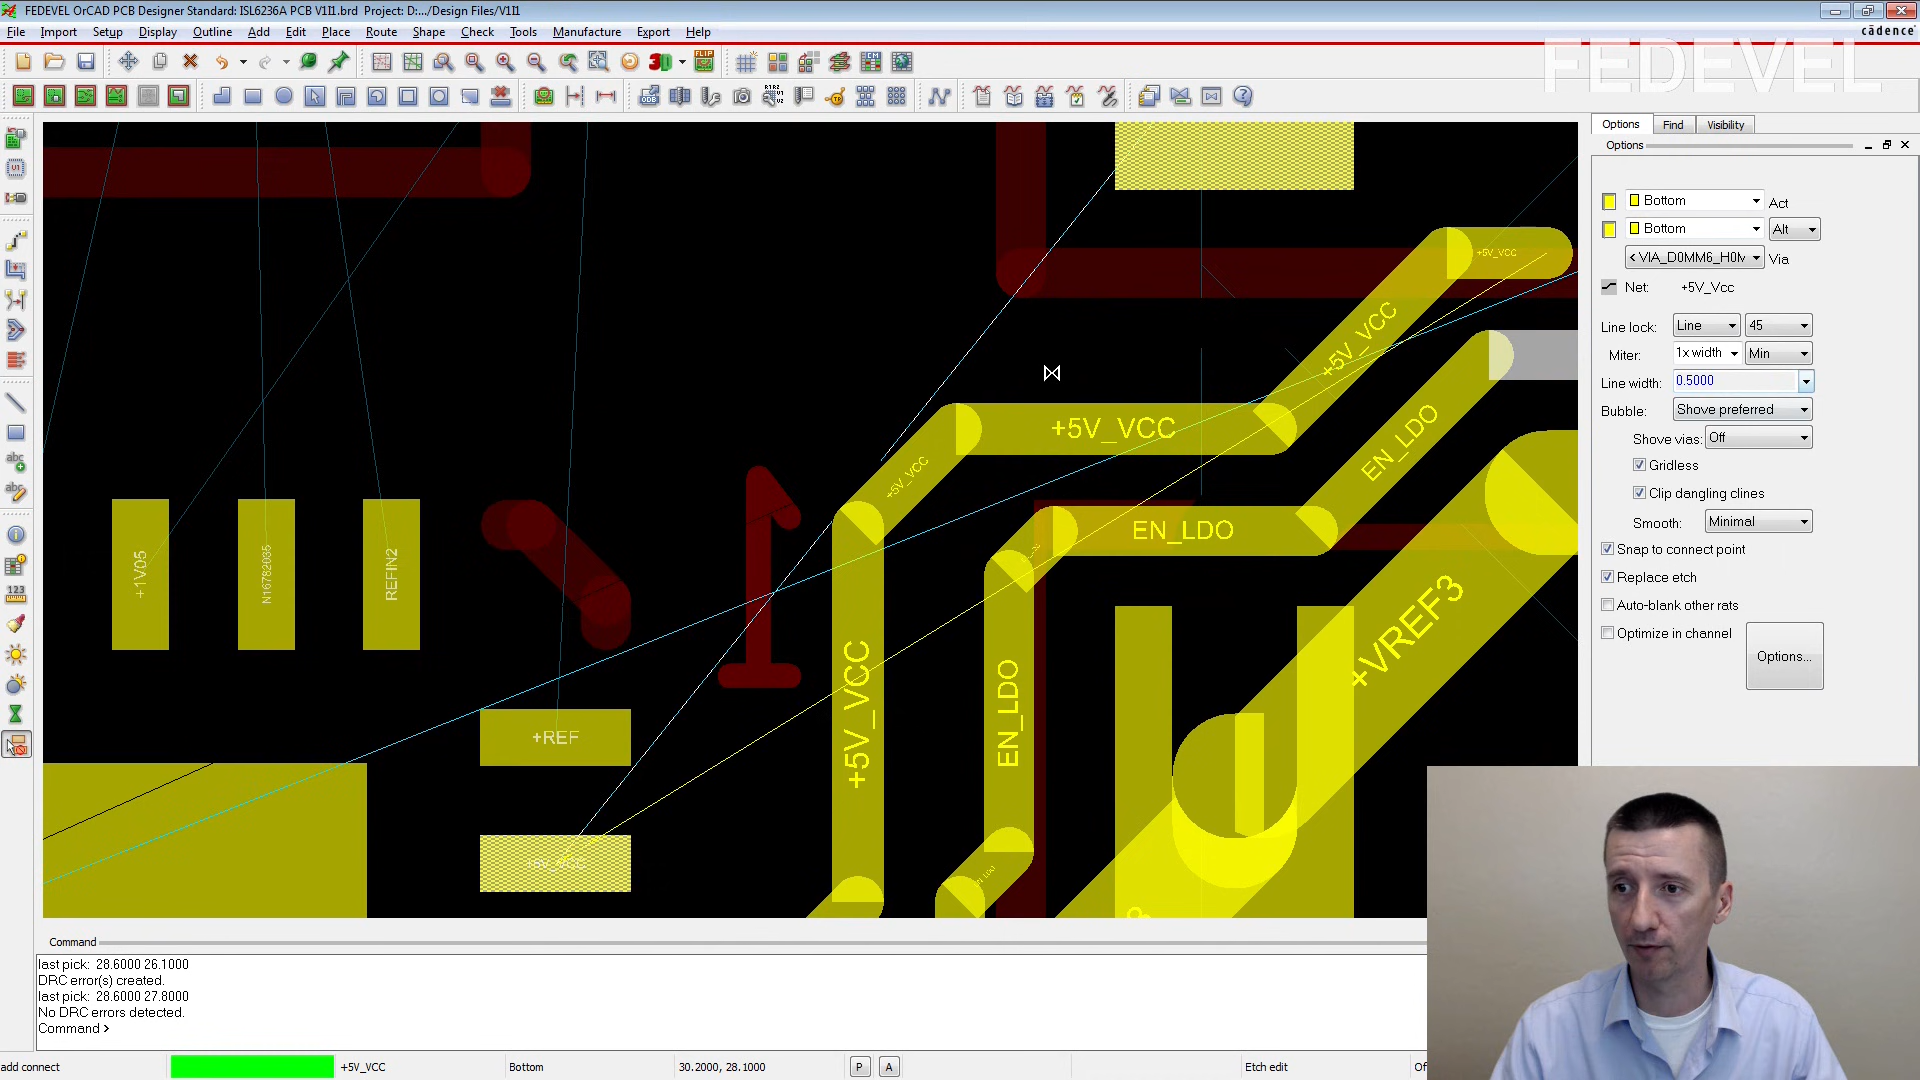 FEDEVEL OrCAD PCB Designer Standard: ISL6236A PCB V1I1.brd  Project: D:.../Design Files/V1I1
File Import Setup Display Outline Add Edit Place Route Shape Check Tools Manufacture Export Help
cādence
FEDEVEL
Options Find Visibility
Options
Bottom Act
Bottom Alt
< VIA_D0MM6_H0M Via
Net: +5V_Vcc
Line lock: Line 45
Miter: 1x width Min
Line width: 0.5000
Bubble: Shove preferred
Shove vias: Off
Gridless
Clip dangling clines
Smooth: Minimal
Snap to connect point
Replace etch
Auto-blank other rats
Optimize in channel
Options...
+5V_VCC
+5V_VCC
+5V_VCC
+5V_VCC
+5V_VCC
EN_LDO
EN_LDO
EN_LDO
+VREF3
+1V05
N16782035
REFIN2
+REF
Command
last pick:  28.6000 26.1000
DRC error(s) created.
last pick:  28.6000 27.8000
No DRC errors detected.
Command >
add connect +5V_VCC Bottom 30.2000, 28.1000 P A Etch edit